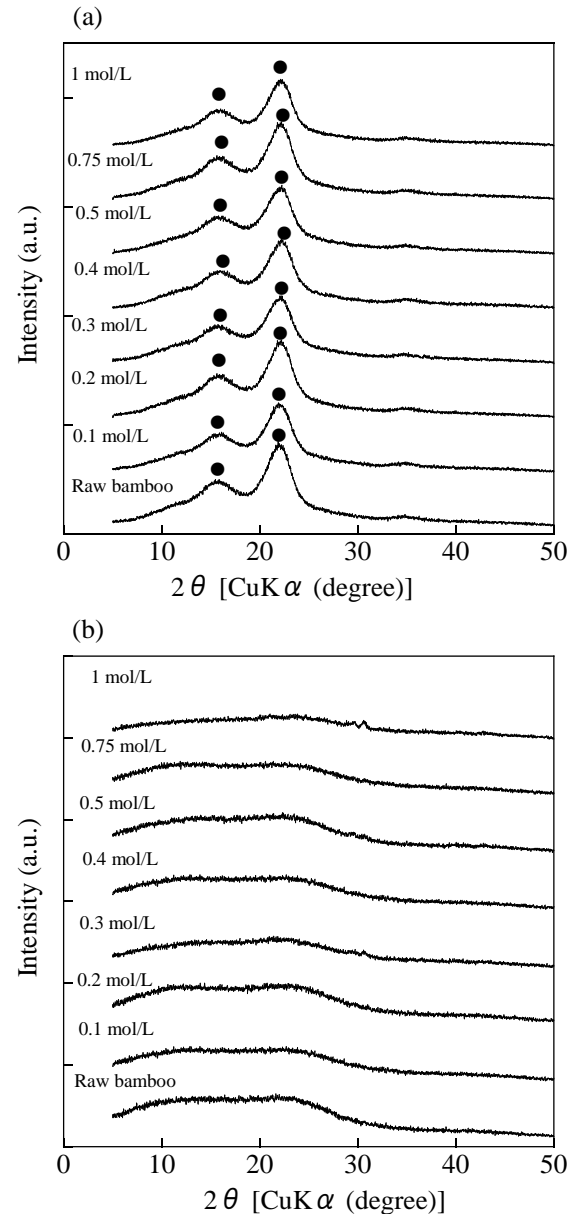 (a)
1 mol/L
0.75 mol/L
0.5 mol/L
0.4 mol/L
0.3 mol/L
0.2 mol/L
0.1 mol/L
Raw bamboo
Intensity (a.u.)
0 10 20 30 40 50
2θ [CuKα (degree)]
(b)
1 mol/L
0.75 mol/L
0.5 mol/L
0.4 mol/L
0.3 mol/L
0.2 mol/L
0.1 mol/L
Raw bamboo
Intensity (a.u.)
0 10 20 30 40 50
2θ [CuKα (degree)]